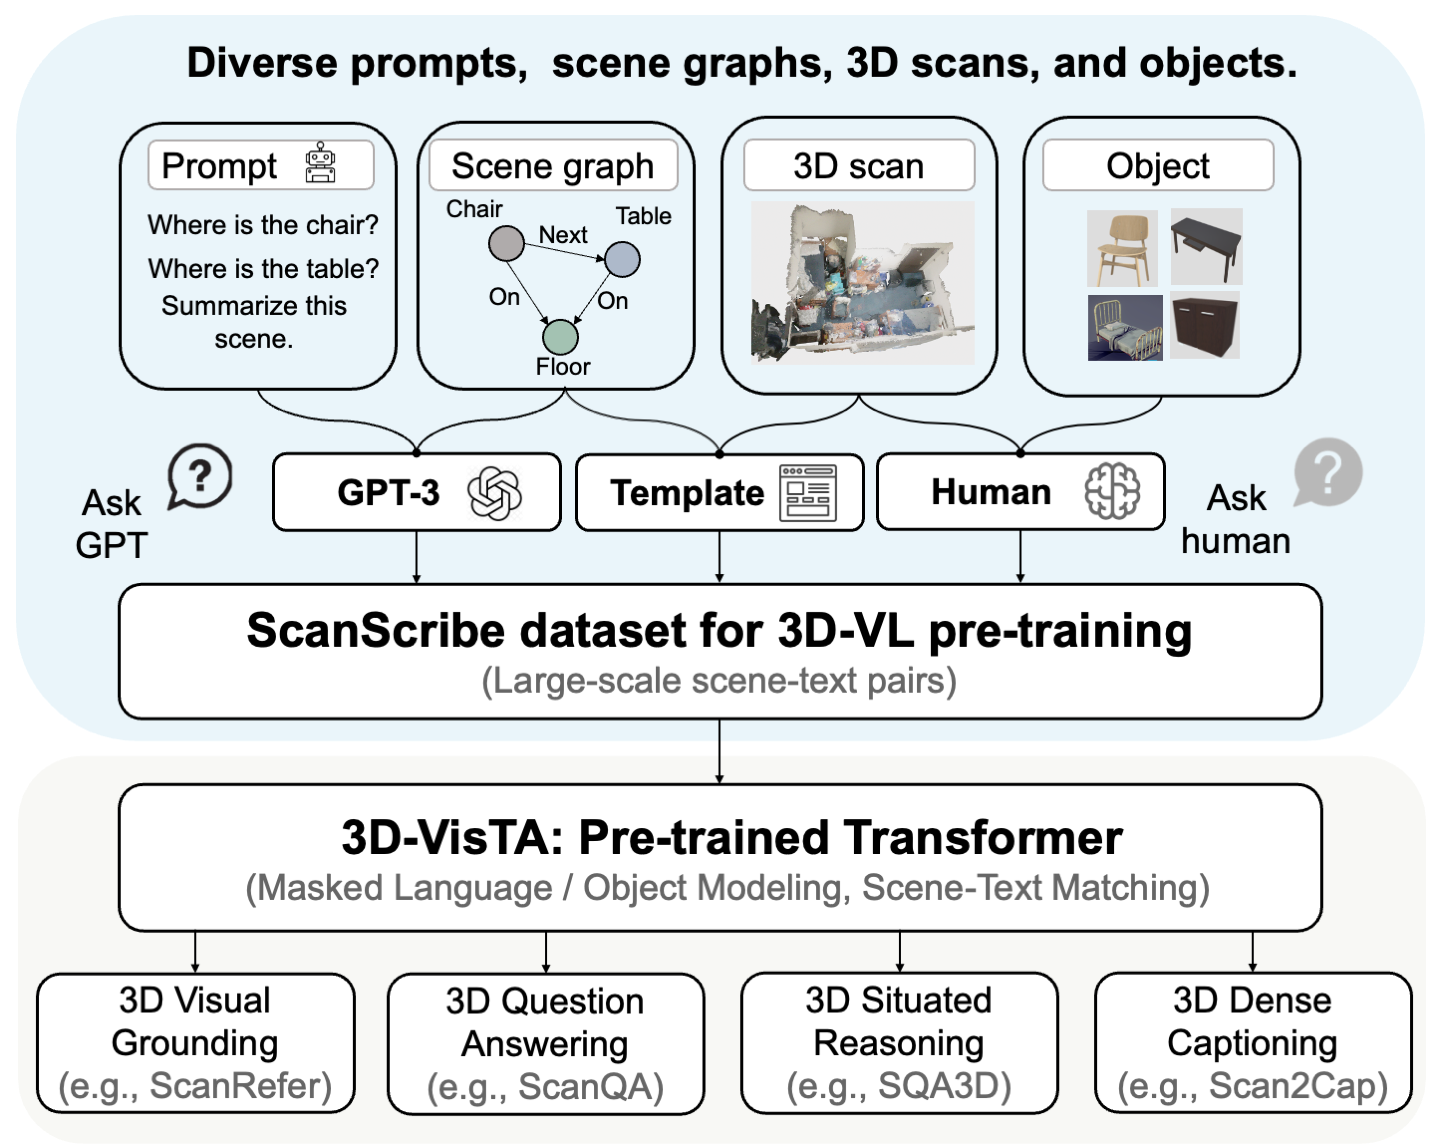 Diverse prompts, scene graphs, 3D scans, and objects.
Prompt
Where is the chair?
Where is the table?
Summarize this
scene.
Scene graph
Chair
Table
Next
On
On
Floor
3D scan
Object
Ask
GPT
?
GPT-3
Template
Human
?
Ask
human
ScanScribe dataset for 3D-VL pre-training
(Large-scale scene-text pairs)
3D-VisTA: Pre-trained Transformer
(Masked Language / Object Modeling, Scene-Text Matching)
3D Visual
Grounding
(e.g., ScanRefer)
3D Question
Answering
(e.g., ScanQA)
3D Situated
Reasoning
(e.g., SQA3D)
3D Dense
Captioning
(e.g., Scan2Cap)